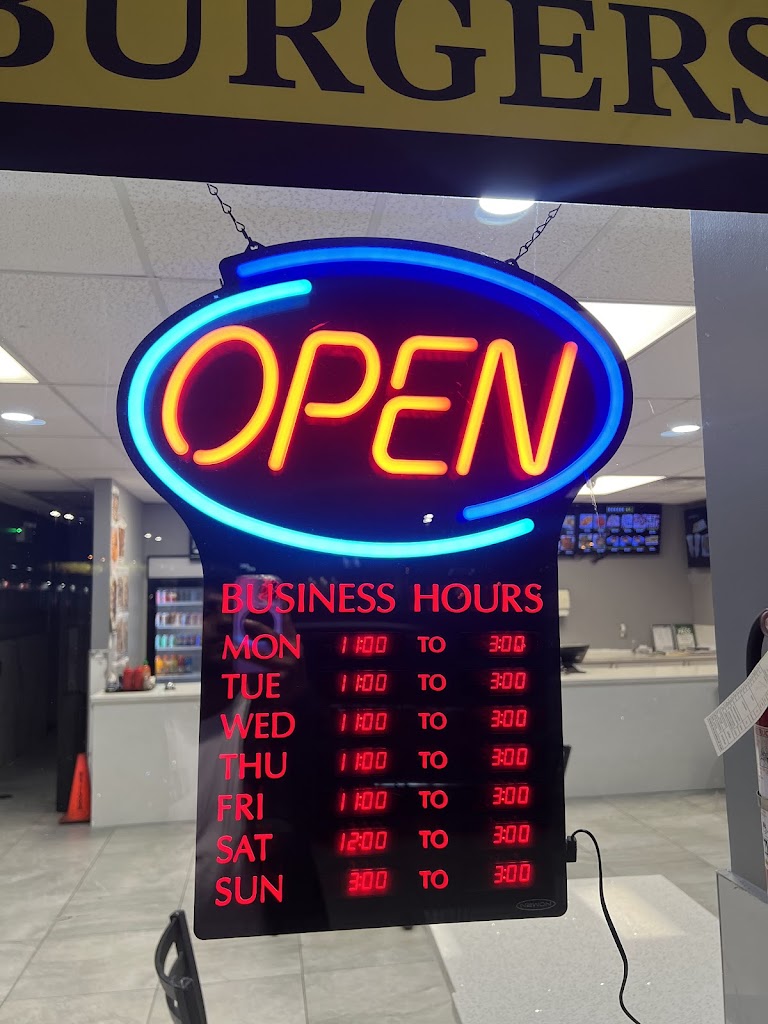 BURGERS
OPEN
BUSINESS HOURS
MON 11:00 TO 3:00
TUE 11:00 TO 3:00
WED 11:00 TO 3:00
THU 11:00 TO 3:00
FRI 11:00 TO 3:00
SAT 12:00 TO 3:00
SUN 3:00 TO 3:00